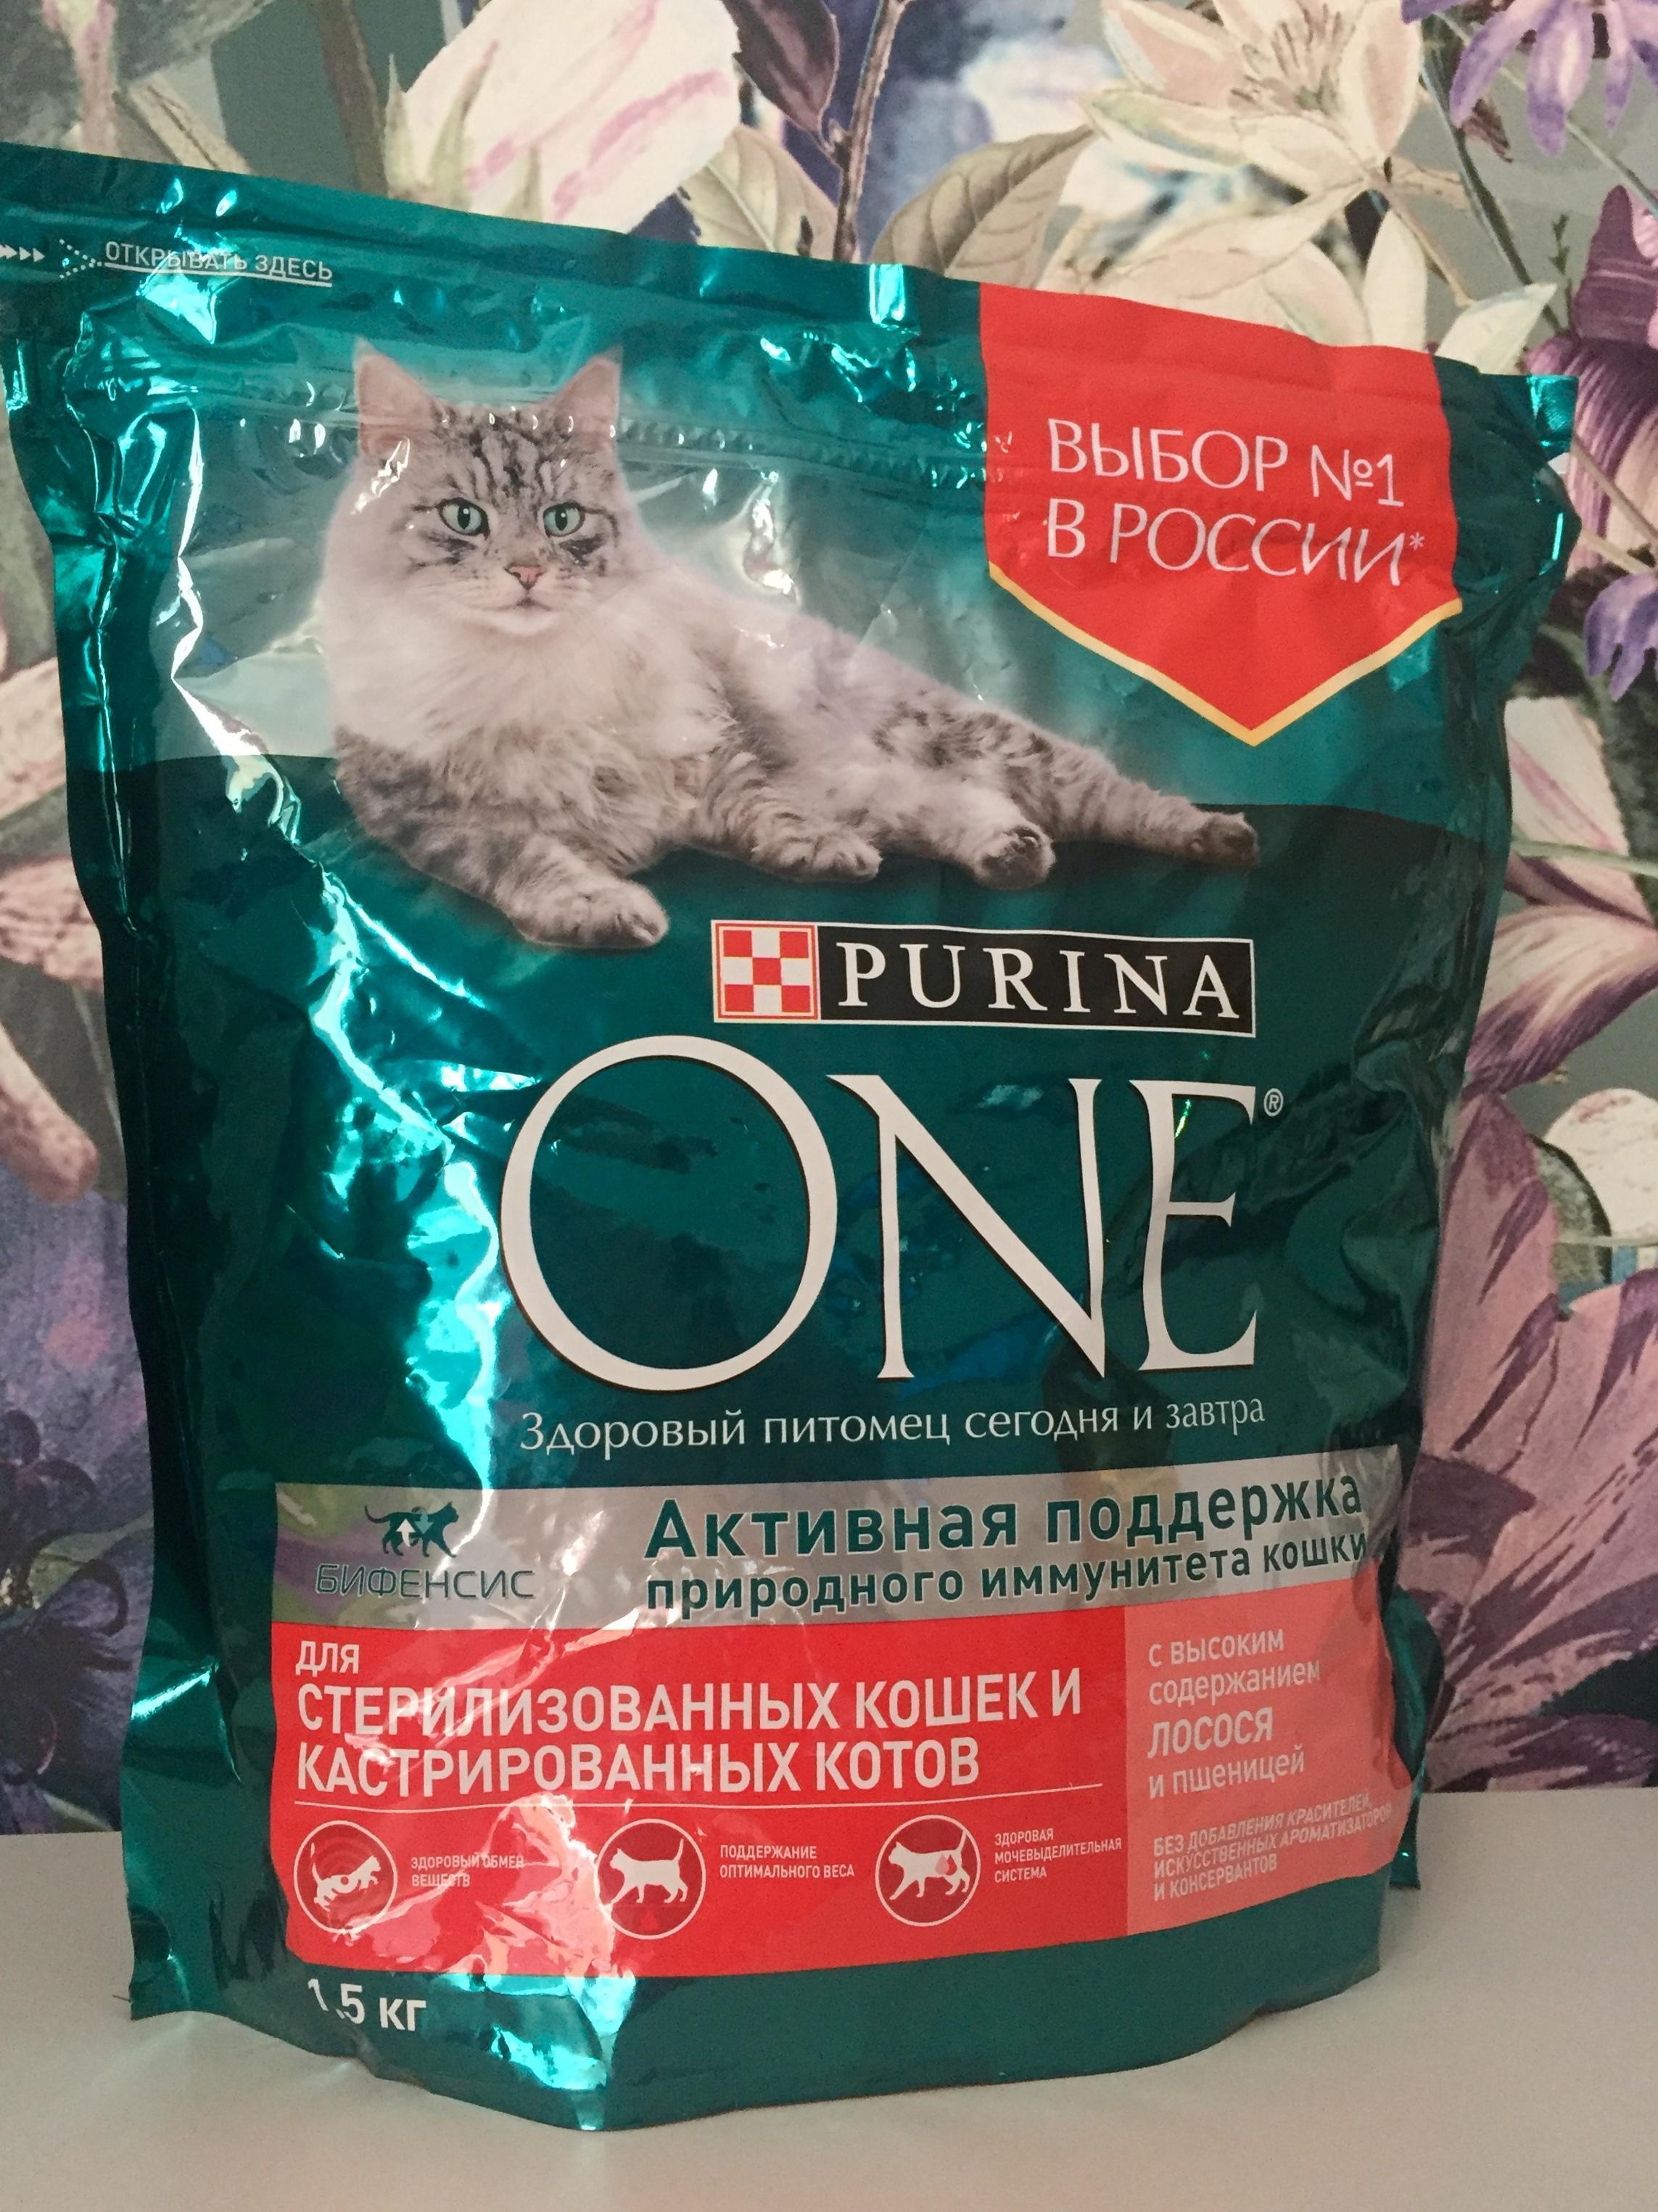 ОТКРЫВАТЬ ЗДЕСЬ
ВЫБОР №1
В РОССИИ*
PURINA
ONE®
Здоровый питомец сегодня и завтра
БИФЕНСИС
Активная поддержка
природного иммунитета кошки
ДЛЯ
СТЕРИЛИЗОВАННЫХ КОШЕК И
КАСТРИРОВАННЫХ КОТОВ
ЗДОРОВЫЙ ОБМЕН
ВЕЩЕСТВ
ПОДДЕРЖАНИЕ
ОПТИМАЛЬНОГО ВЕСА
ЗДОРОВАЯ
МОЧЕВЫДЕЛИТЕЛЬНАЯ
СИСТЕМА
с высоким
содержанием
ЛОСОСЯ
и пшеницей
БЕЗ ДОБАВЛЕНИЯ КРАСИТЕЛЕЙ,
ИСКУССТВЕННЫХ АРОМАТИЗАТОРОВ
И КОНСЕРВАНТОВ
1,5 кг